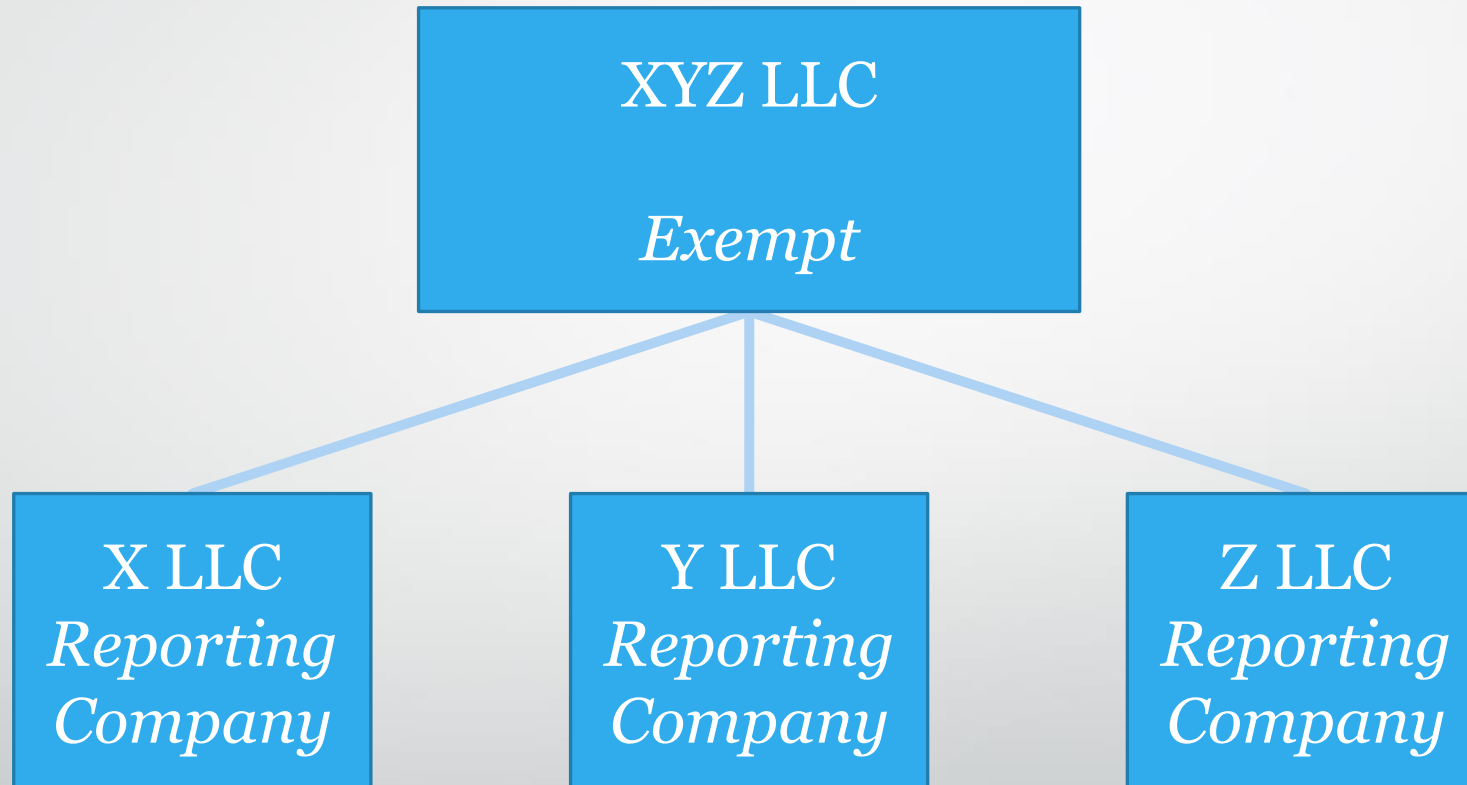 XYZ LLC
Exempt
X LLC
Reporting
Company
Y LLC
Reporting
Company
Z LLC
Reporting
Company